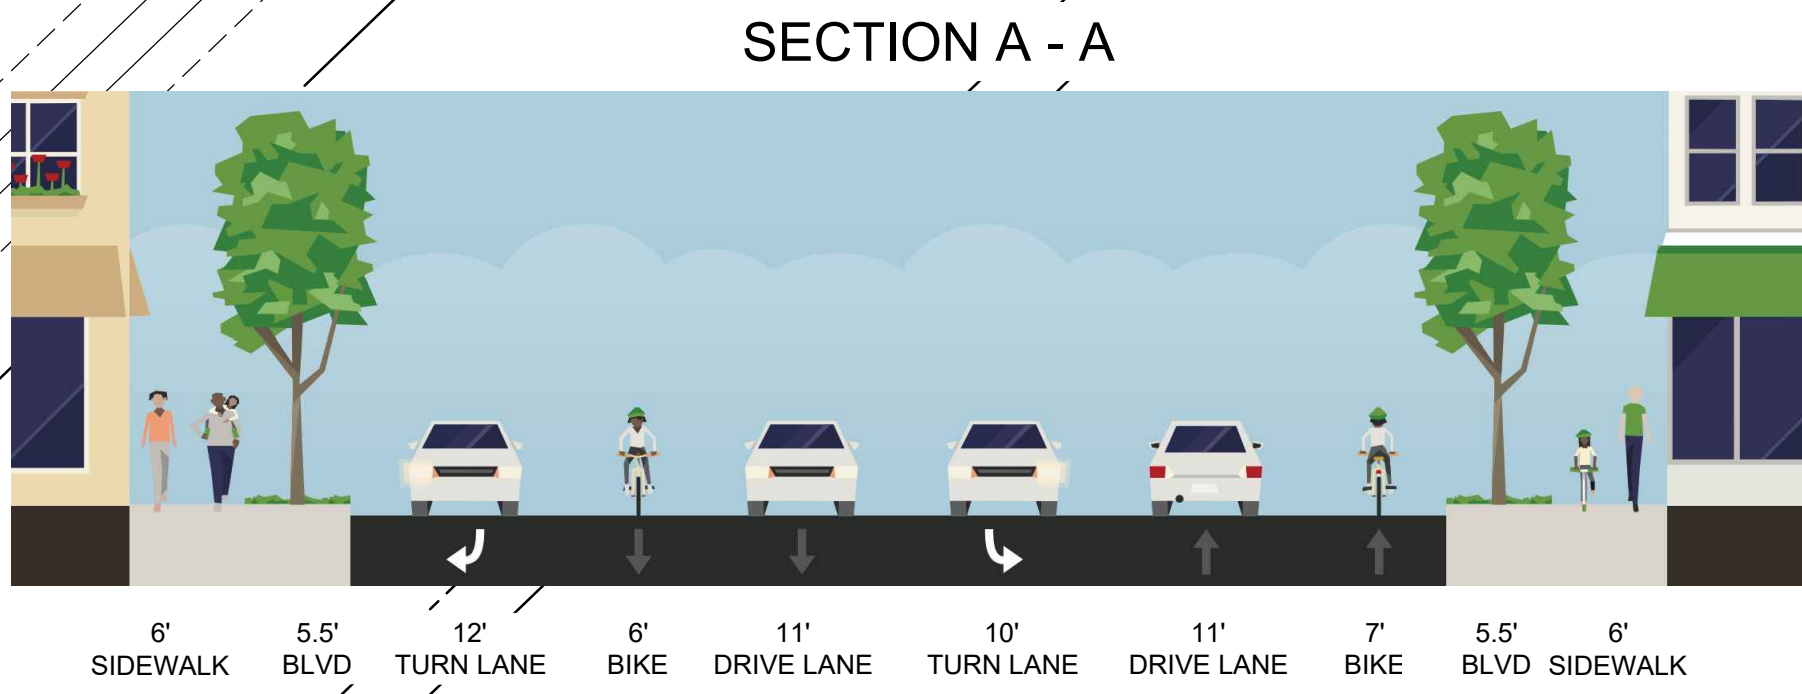 SECTION A - A
6' 5.5' 12' 6' 11' 10' 11' 7' 5.5' 6'
SIDEWALK BLVD TURN LANE BIKE DRIVE LANE TURN LANE DRIVE LANE BIKE BLVD SIDEWALK